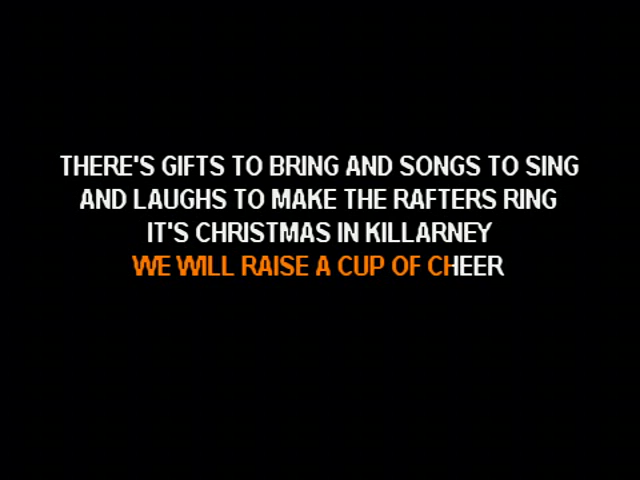 THERE'S GIFTS TO BRING AND SONGS TO SING
AND LAUGHS TO MAKE THE RAFTERS RING
IT'S CHRISTMAS IN KILLARNEY
WE WILL RAISE A CUP OF CHEER